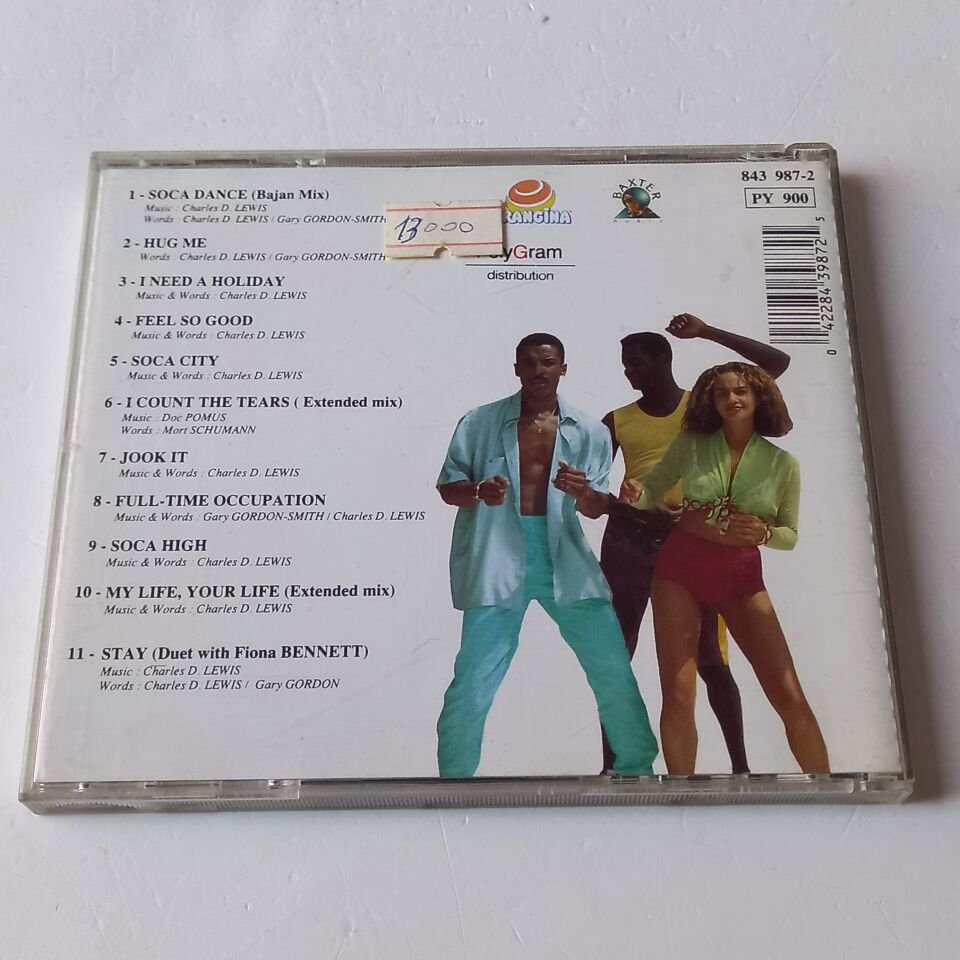 1 - SOCA DANCE (Bajan Mix)
Music : Charles D. LEWIS
Words : Charles D. LEWIS / Gary GORDON-SMITH
2 - HUG ME
Words : Charles D. LEWIS / Gary GORDON-SMITH
3 - I NEED A HOLIDAY
Music & Words : Charles D. LEWIS
4 - FEEL SO GOOD
Music & Words : Charles D. LEWIS
5 - SOCA CITY
Music & Words : Charles D. LEWIS
6 - I COUNT THE TEARS ( Extended mix)
Music : Doc POMUS
Words : Mort SCHUMANN
7 - JOOK IT
Music & Words : Charles D. LEWIS
8 - FULL-TIME OCCUPATION
Music & Words : Gary GORDON-SMITH / Charles D. LEWIS
9 - SOCA HIGH
Music & Words : Charles D. LEWIS
10 - MY LIFE, YOUR LIFE (Extended mix)
Music & Words : Charles D. LEWIS
11 - STAY (Duet with Fiona BENNETT)
Music : Charles D. LEWIS
Words : Charles D. LEWIS / Gary GORDON
RANGINA
lyGram
distribution
BAXTER
MUSIC
843 987-2
PY 900
0 42284 39872 5